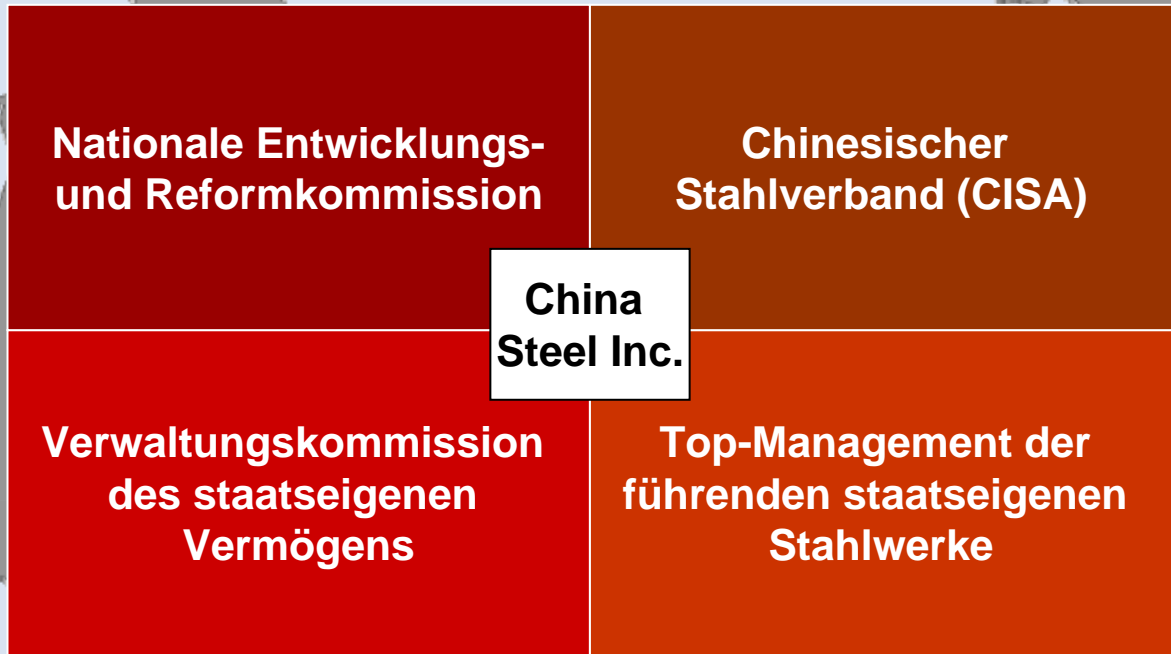 Nationale Entwicklungs-
und Reformkommission
Chinesischer
Stahlverband (CISA)
China
Steel Inc.
Verwaltungskommission
des staatseigenen
Vermögens
Top-Management der
führenden staatseigenen
Stahlwerke